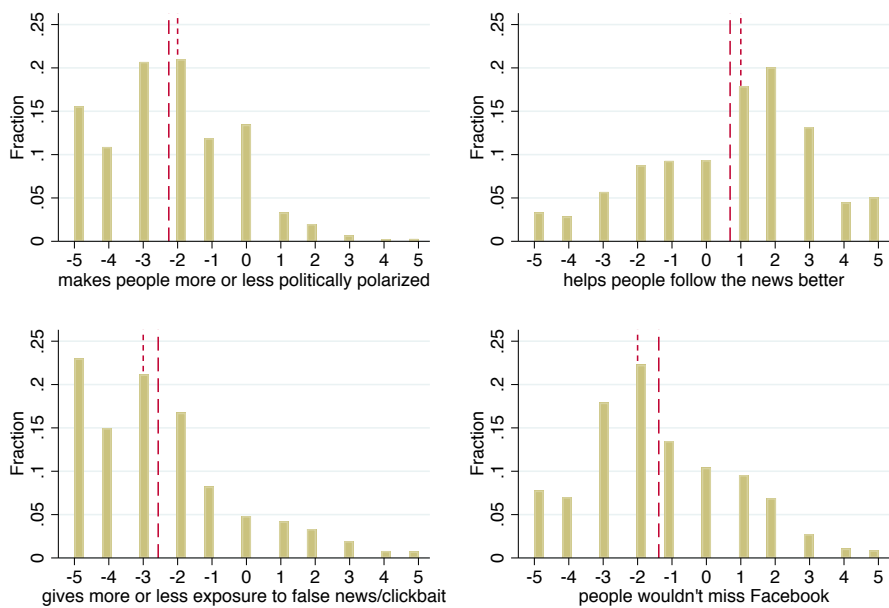 .25
.2
.15
.1
.05
0
Fraction
-5 -4 -3 -2 -1 0 1 2 3 4 5
makes people more or less politically polarized
.25
.2
.15
.1
.05
0
Fraction
-5 -4 -3 -2 -1 0 1 2 3 4 5
helps people follow the news better
.25
.2
.15
.1
.05
0
Fraction
-5 -4 -3 -2 -1 0 1 2 3 4 5
gives more or less exposure to false news/clickbait
.25
.2
.15
.1
.05
0
Fraction
-5 -4 -3 -2 -1 0 1 2 3 4 5
people wouldn't miss Facebook